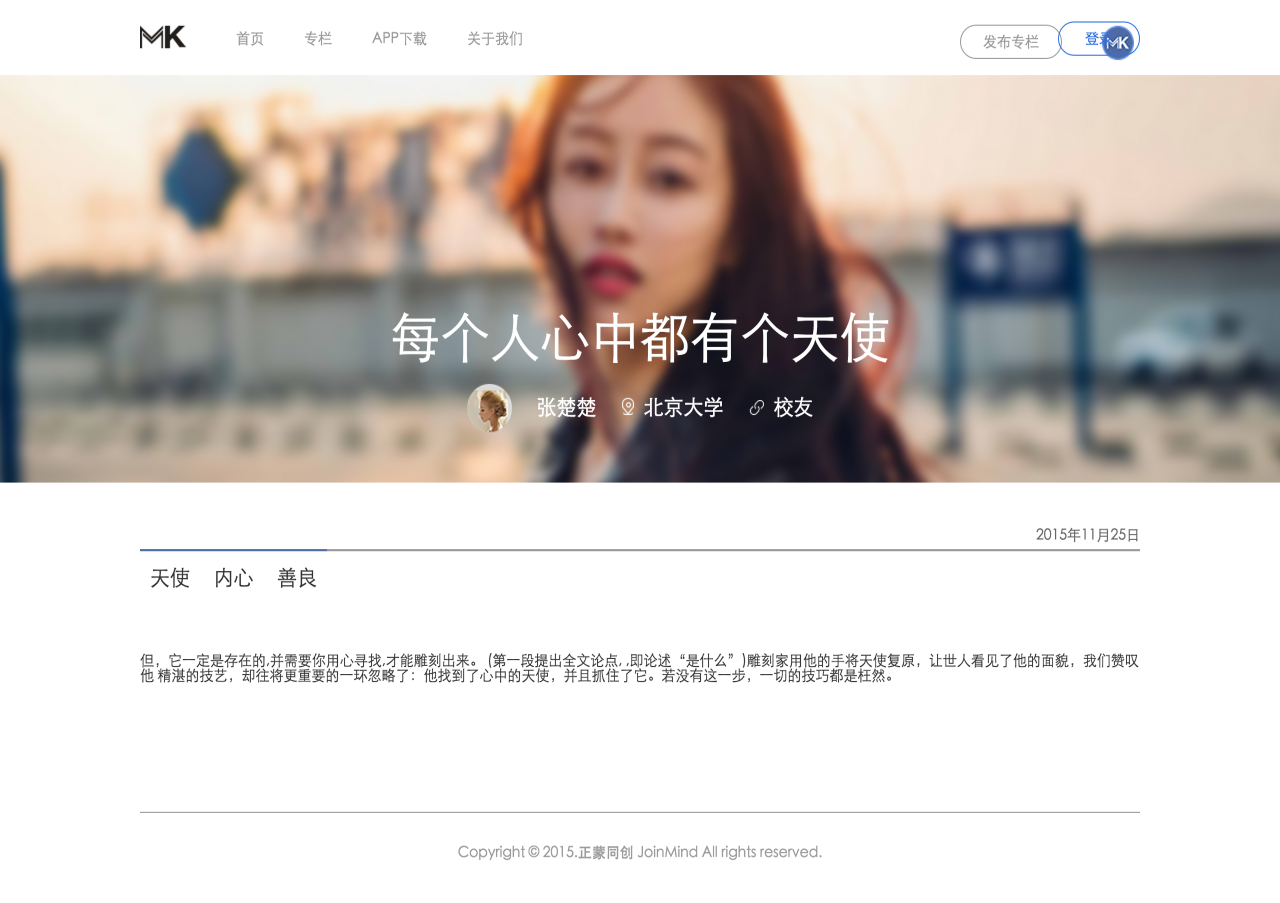 MK 首页 专栏 APP下载 关于我们 发布专栏 登 MK
每个人心中都有个天使
张楚楚 北京大学 校友
2015年11月25日
天使 内心 善良
但，它一定是存在的,并需要你用心寻找,才能雕刻出来。(第一段提出全文论点, ,即论述“是什么”)雕刻家用他的手将天使复原，让世人看见了他的面貌，我们赞叹
他 精湛的技艺，却往将更重要的一环忽略了：他找到了心中的天使，并且抓住了它。若没有这一步，一切的技巧都是枉然。
Copyright © 2015.正蒙同创 JoinMind All rights reserved.